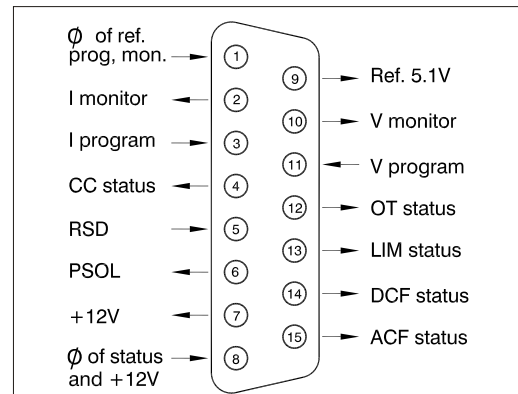 Ø of ref.
prog, mon.
I monitor
I program
CC status
RSD
PSOL
+12V
Ø of status
and +12V
1
2
3
4
5
6
7
8
9
10
11
12
13
14
15
Ref. 5.1V
V monitor
V program
OT status
LIM status
DCF status
ACF status